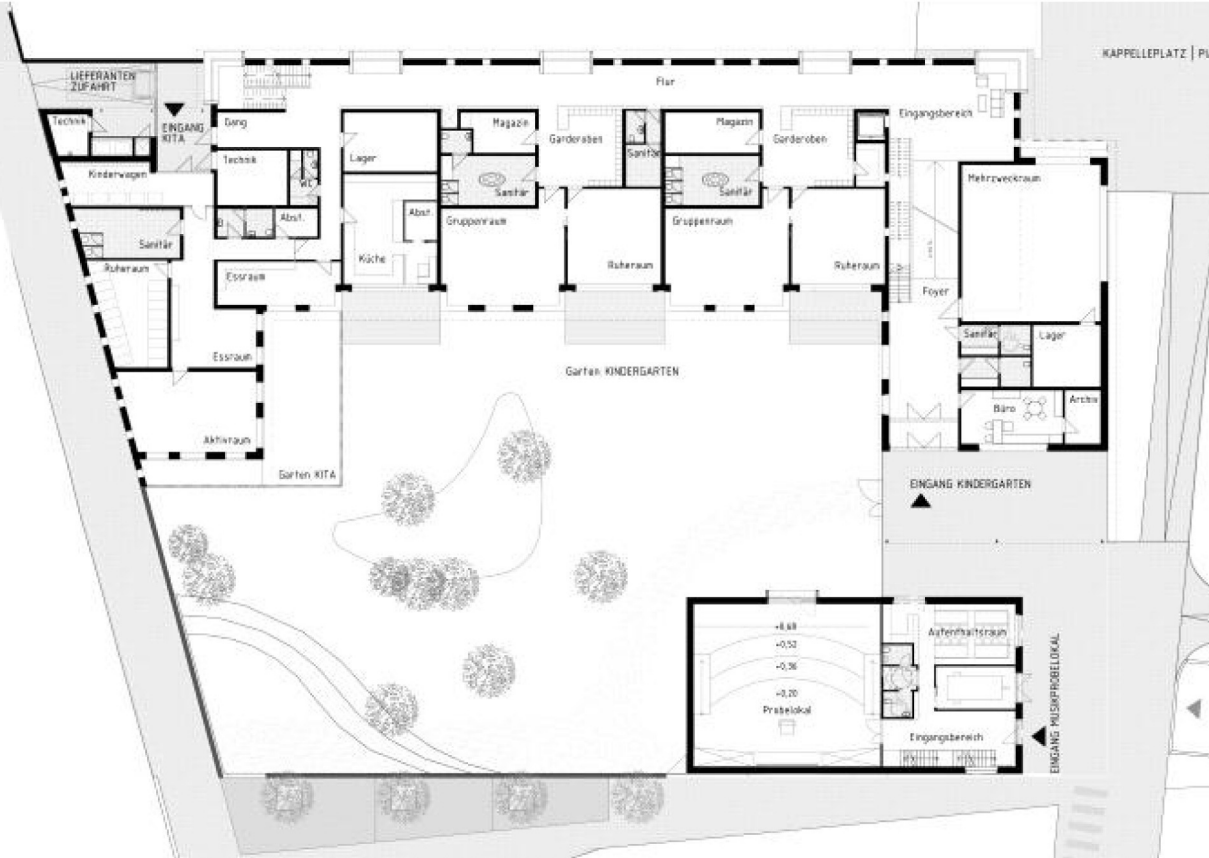 KAPPELLEPLATZ | PL
LIEFERANTEN
ZUFAHRT
Flur
Technik
EINGANG
KITA
Gang
Magazin
Garderoben
Magazin
Garderoben
Eingangsbereich
Technik
Lager
Sanitär
Kinderwagen
WC
Sanitär
Sanitär
Mehrzweckraum
Abst.
Abst.
Gruppenraum
Gruppenraum
Sanitär
Küche
Ruheraum
Ruheraum
Ruheraum
Essraum
Foyer
Sanitär
Lager
Essraum
Garten KINDERGARTEN
Büro
Archiv
Aktivraum
Garten KITA
EINGANG KINDERGARTEN
+0,68
+0,52
+0,36
+0,20
Probelokal
Aufenthaltsraum
Eingangsbereich
EINGANG MUSIKPROBELOKAL